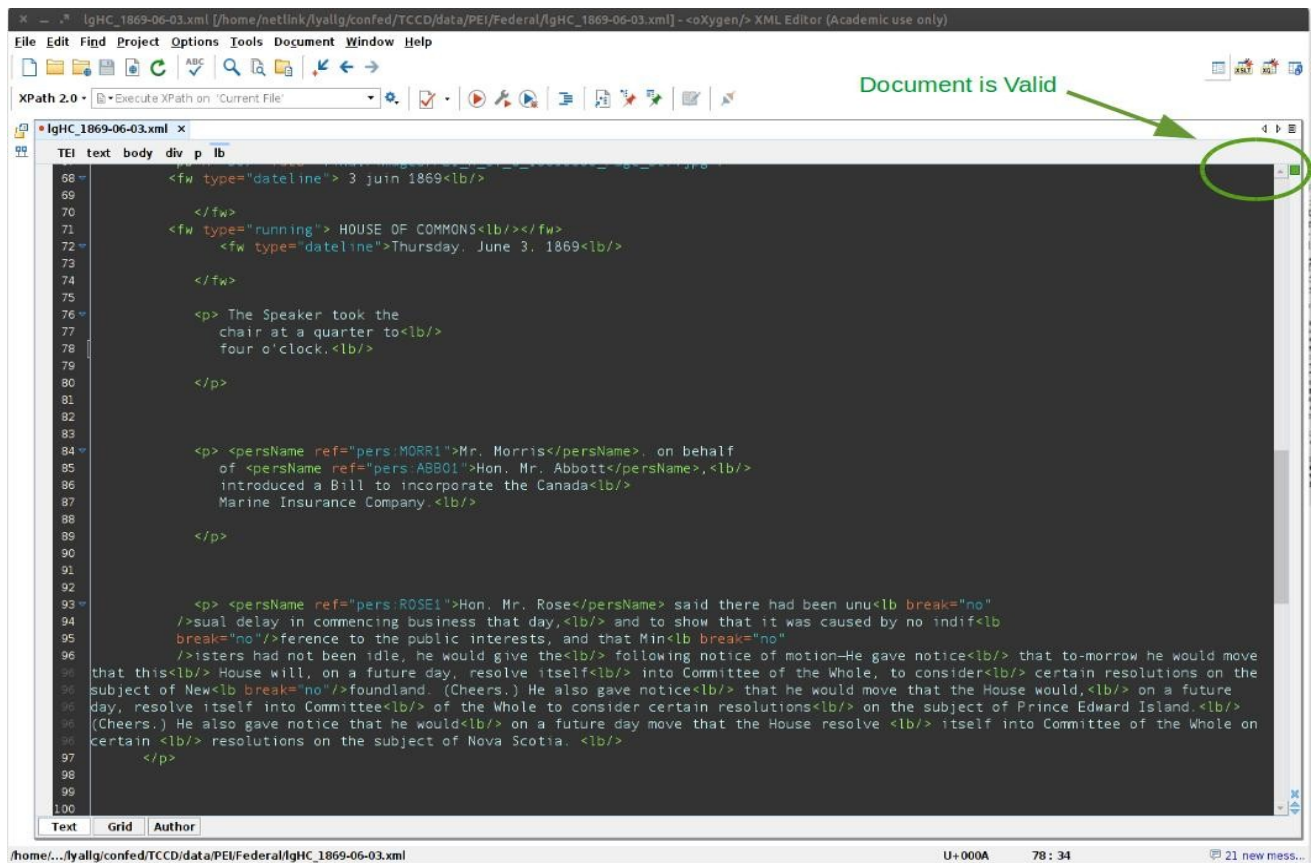 lgHC_1869-06-03.xml [/home/netlink/lyallg/confed/TCCD/data/PEI/Federal/lgHC_1869-06-03.xml] - <oXygen/> XML Editor (Academic use only)
File Edit Find Project Options Tools Document Window Help
Document is Valid
XPath 2.0 Execute XPath on 'Current File'
lgHC_1869-06-03.xml ×
TEI text body div p lb
68 <fw type="dateline"> 3 juin 1869<lb/>
69
70 </fw>
71 <fw type="running"> HOUSE OF COMMONS<lb/></fw>
72 <fw type="dateline">Thursday. June 3. 1869<lb/>
73
74 </fw>
75
76 <p> The Speaker took the
77 chair at a quarter to<lb/>
78 four o'clock.<lb/>
79
80 </p>
81
82
83
84 <p> <persName ref="pers:MORR1">Mr. Morris</persName>. on behalf
85 of <persName ref="pers:ABBO1">Hon. Mr. Abbott</persName>,<lb/>
86 introduced a Bill to incorporate the Canada<lb/>
87 Marine Insurance Company.<lb/>
88
89 </p>
90
91
92
93 <p> <persName ref="pers:ROSE1">Hon. Mr. Rose</persName> said there had been unu<lb break="no"
94 />sual delay in commencing business that day,<lb/> and to show that it was caused by no indif<lb
95 break="no"/>ference to the public interests, and that Min<lb break="no"
96 />isters had not been idle, he would give the<lb/> following notice of motion—He gave notice<lb/> that to-morrow he would move
96 that this<lb/> House will, on a future day, resolve itself<lb/> into Committee of the Whole, to consider<lb/> certain resolutions on the
96 subject of New<lb break="no"/>foundland. (Cheers.) He also gave notice<lb/> that he would move that the House would,<lb/> on a future
96 day, resolve itself into Committee<lb/> of the Whole to consider certain resolutions<lb/> on the subject of Prince Edward Island.<lb/>
96 (Cheers.) He also gave notice that he would<lb/> on a future day move that the House resolve <lb/> itself into Committee of the Whole on
96 certain <lb/> resolutions on the subject of Nova Scotia. <lb/>
97 </p>
98
99
100
Text Grid Author
/home/.../lyallg/confed/TCCD/data/PEI/Federal/lgHC_1869-06-03.xml U+000A 78: 34 21 new mess...